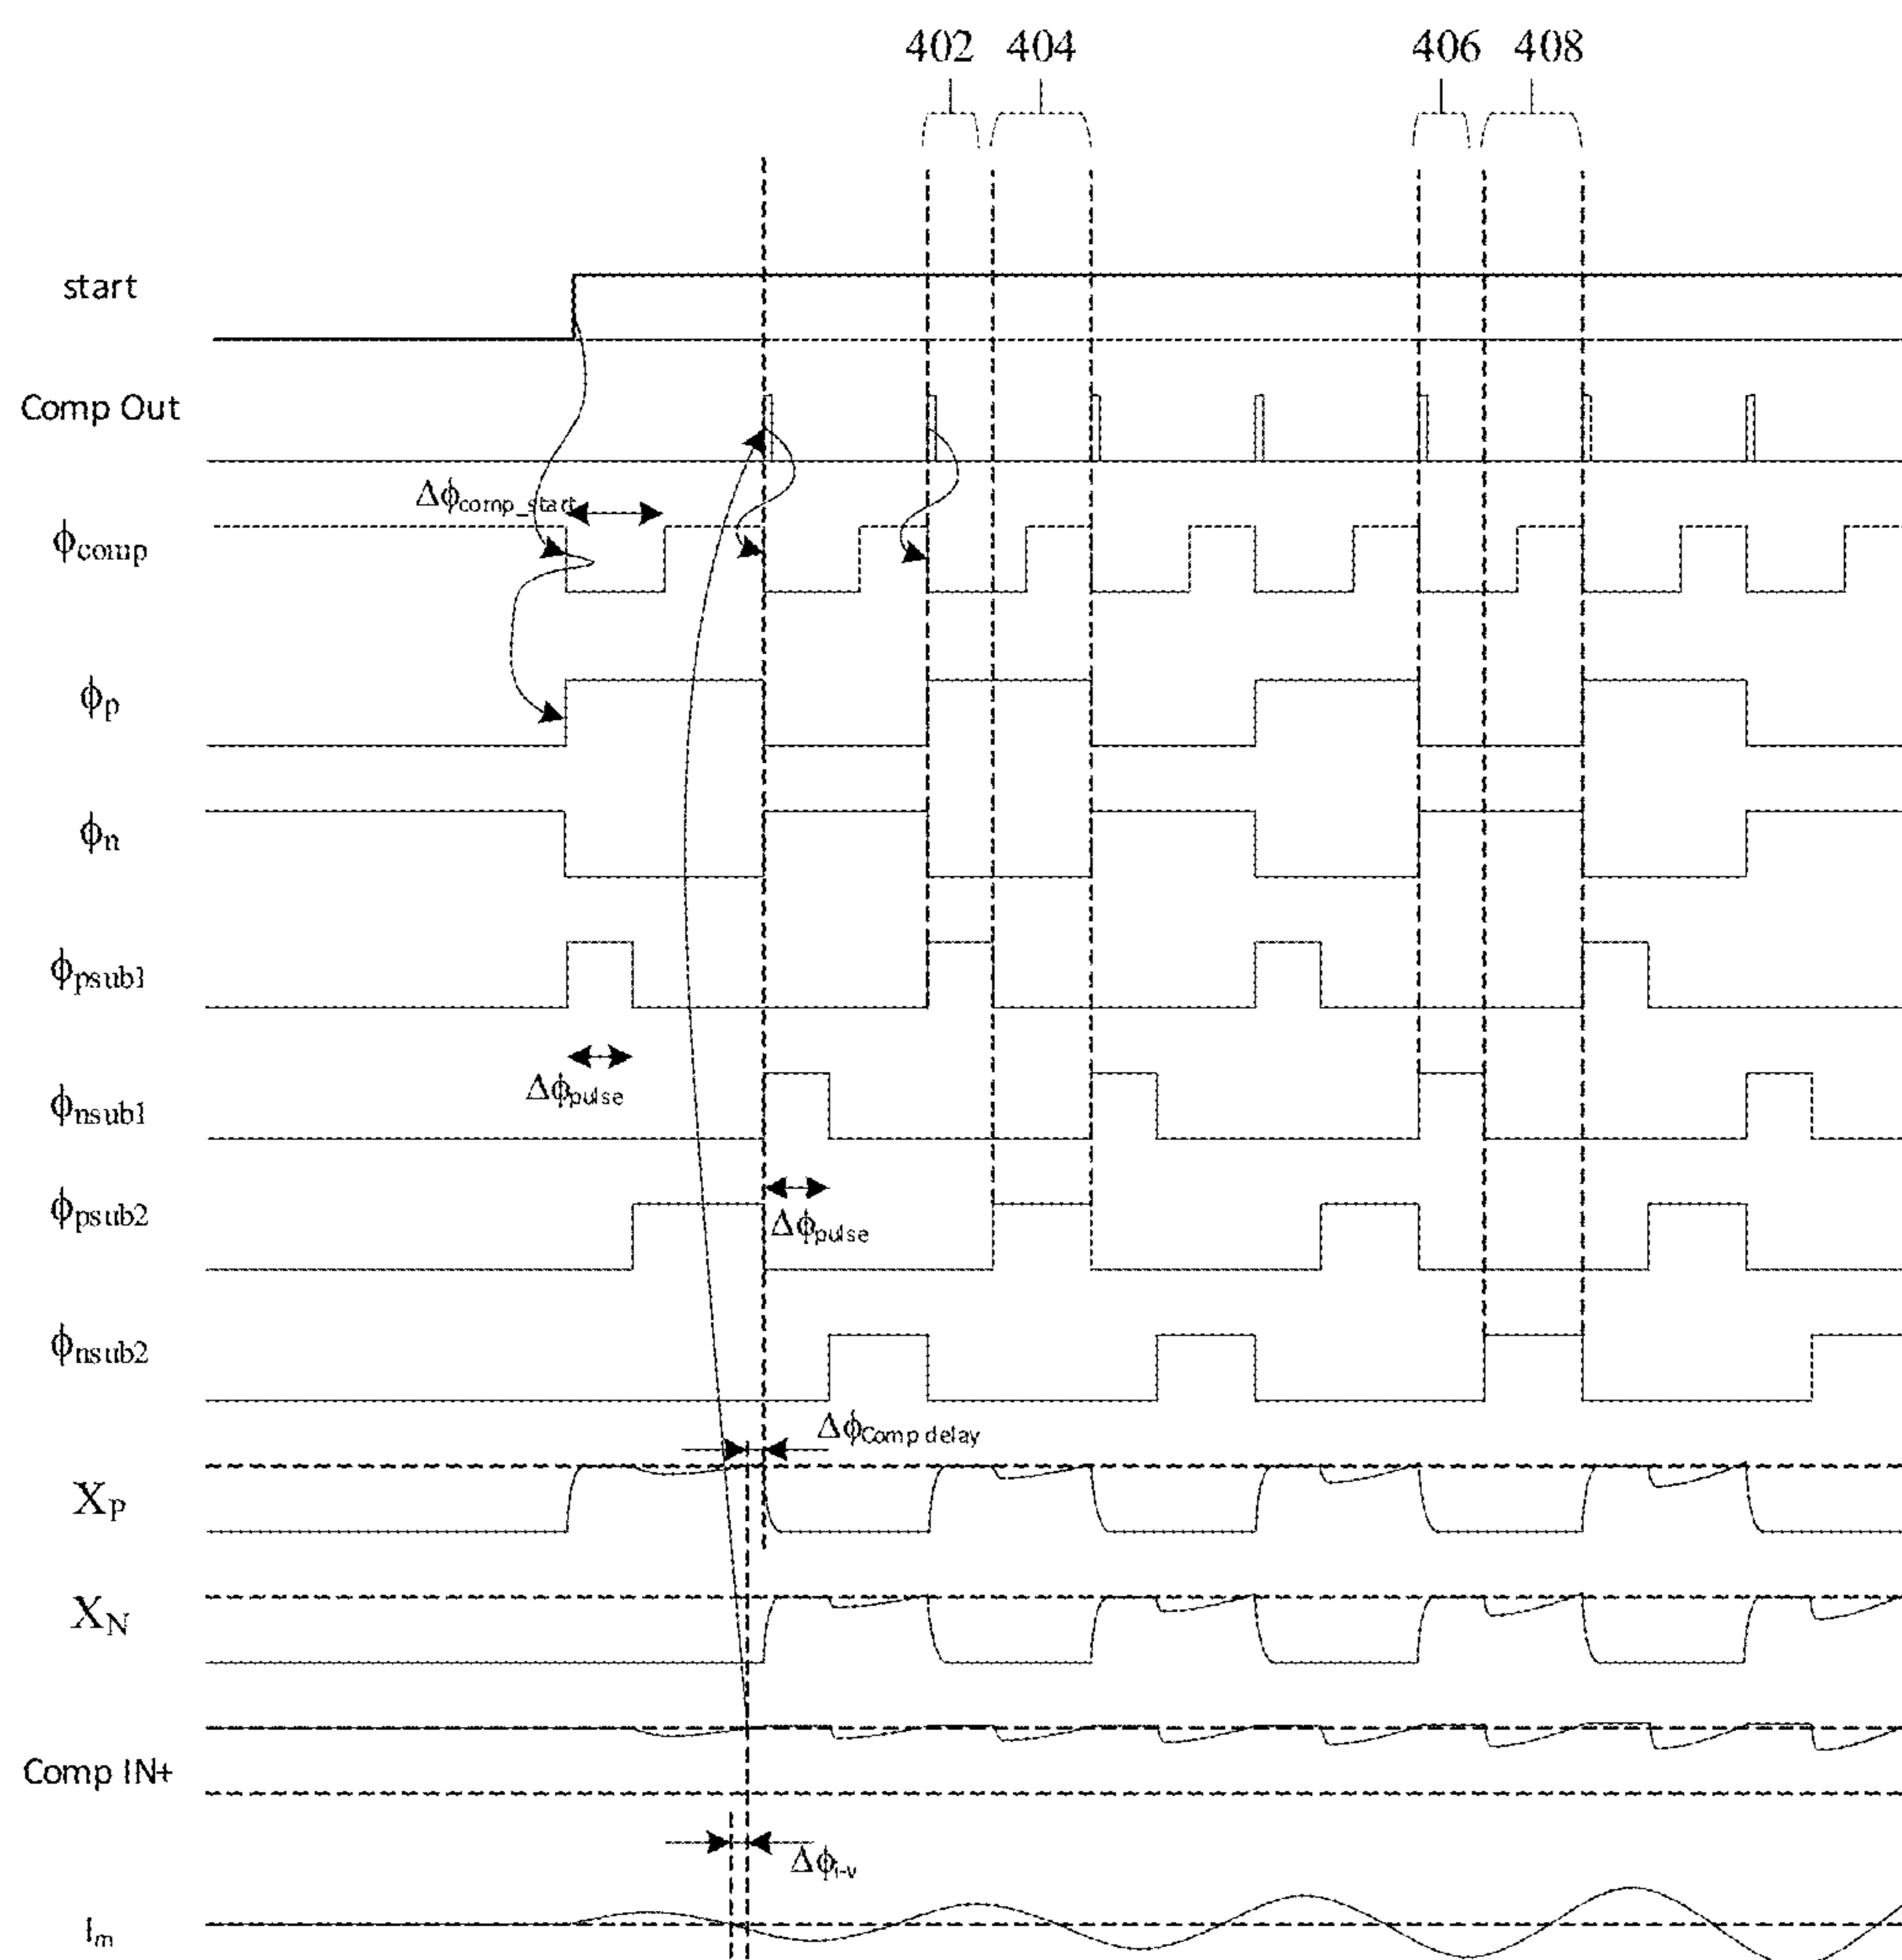 402 404 406 408
start
Comp Out
Δϕcomp_start
ϕcomp
ϕp
ϕn
ϕpsub1
Δϕpulse
ϕnsub1
ϕpsub2
Δϕpulse
ϕnsub2
ΔϕComp delay
XP
XN
Comp IN+
Δϕi-v
Im